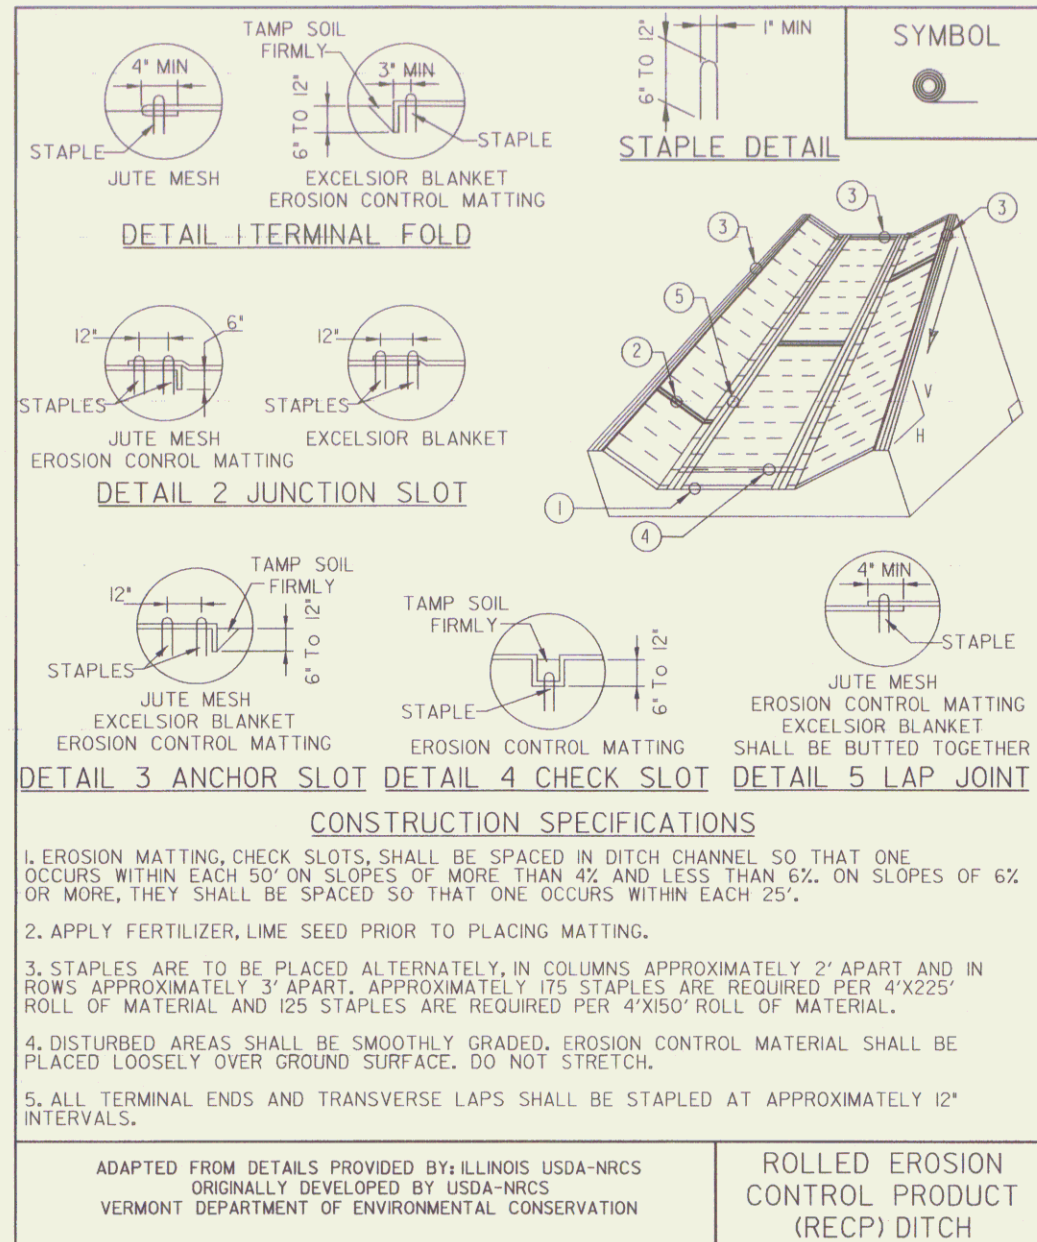 TAMP SOIL
FIRMLY
4" MIN
3" MIN
6" TO 12"
STAPLE
STAPLE
JUTE MESH
EXCELSIOR BLANKET
EROSION CONTROL MATTING
DETAIL 1 TERMINAL FOLD
6" TO 12"
1" MIN
STAPLE DETAIL
SYMBOL
3
3
3
5
2
1
4
V
H
12"
6"
STAPLES
JUTE MESH
EROSION CONROL MATTING
12"
STAPLES
EXCELSIOR BLANKET
DETAIL 2 JUNCTION SLOT
TAMP SOIL
FIRMLY
12"
6" To 12"
STAPLES
JUTE MESH
EXCELSIOR BLANKET
EROSION CONTROL MATTING
DETAIL 3 ANCHOR SLOT
TAMP SOIL
FIRMLY
6" To 12"
STAPLE
EROSION CONTROL MATTING
DETAIL 4 CHECK SLOT
4" MIN
STAPLE
JUTE MESH
EROSION CONTROL MATTING
EXCELSIOR BLANKET
SHALL BE BUTTED TOGETHER
DETAIL 5 LAP JOINT
CONSTRUCTION SPECIFICATIONS
1. EROSION MATTING, CHECK SLOTS, SHALL BE SPACED IN DITCH CHANNEL SO THAT ONE
OCCURS WITHIN EACH 50' ON SLOPES OF MORE THAN 4% AND LESS THAN 6%. ON SLOPES OF 6%
OR MORE, THEY SHALL BE SPACED SO THAT ONE OCCURS WITHIN EACH 25'.
2. APPLY FERTILIZER, LIME SEED PRIOR TO PLACING MATTING.
3. STAPLES ARE TO BE PLACED ALTERNATELY, IN COLUMNS APPROXIMATELY 2' APART AND IN
ROWS APPROXIMATELY 3' APART. APPROXIMATELY 175 STAPLES ARE REQUIRED PER 4'X225'
ROLL OF MATERIAL AND 125 STAPLES ARE REQUIRED PER 4'X150' ROLL OF MATERIAL.
4. DISTURBED AREAS SHALL BE SMOOTHLY GRADED. EROSION CONTROL MATERIAL SHALL BE
PLACED LOOSELY OVER GROUND SURFACE. DO NOT STRETCH.
5. ALL TERMINAL ENDS AND TRANSVERSE LAPS SHALL BE STAPLED AT APPROXIMATELY 12"
INTERVALS.
ADAPTED FROM DETAILS PROVIDED BY: ILLINOIS USDA-NRCS
ORIGINALLY DEVELOPED BY USDA-NRCS
VERMONT DEPARTMENT OF ENVIRONMENTAL CONSERVATION
ROLLED EROSION
CONTROL PRODUCT
(RECP) DITCH